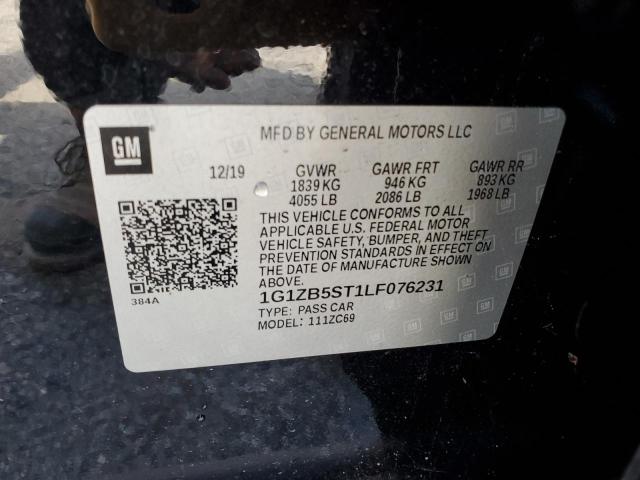 GM
MFD BY GENERAL MOTORS LLC
12/19 GVWR GAWR FRT GAWR RR
1839 KG 946 KG 893 KG
4055 LB 2086 LB 1968 LB
THIS VEHICLE CONFORMS TO ALL
APPLICABLE U.S. FEDERAL MOTOR
VEHICLE SAFETY, BUMPER, AND THEFT
PREVENTION STANDARDS IN EFFECT ON
THE DATE OF MANUFACTURE SHOWN
ABOVE.
384A
1G1ZB5ST1LF076231
TYPE: PASS CAR
MODEL: 111ZC69